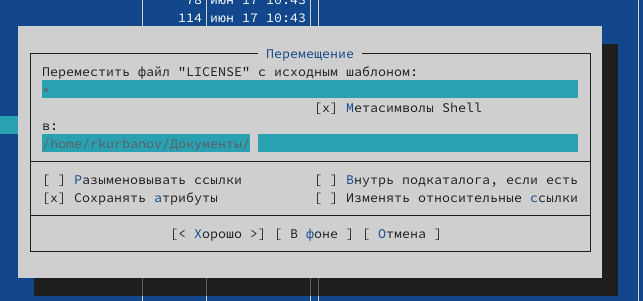 78 июн 17 10:43
114 июн 17 10:43
Перемещение
Переместить файл "LICENSE" с исходным шаблоном:
*
[x] Метасимволы Shell
в:
/home/rkurbanov/Документы/
[ ] Разыменовывать ссылки [ ] Внутрь подкаталога, если есть
[x] Сохранять атрибуты [ ] Изменять относительные ссылки
[< Хорошо >] [ В фоне ] [ Отмена ]